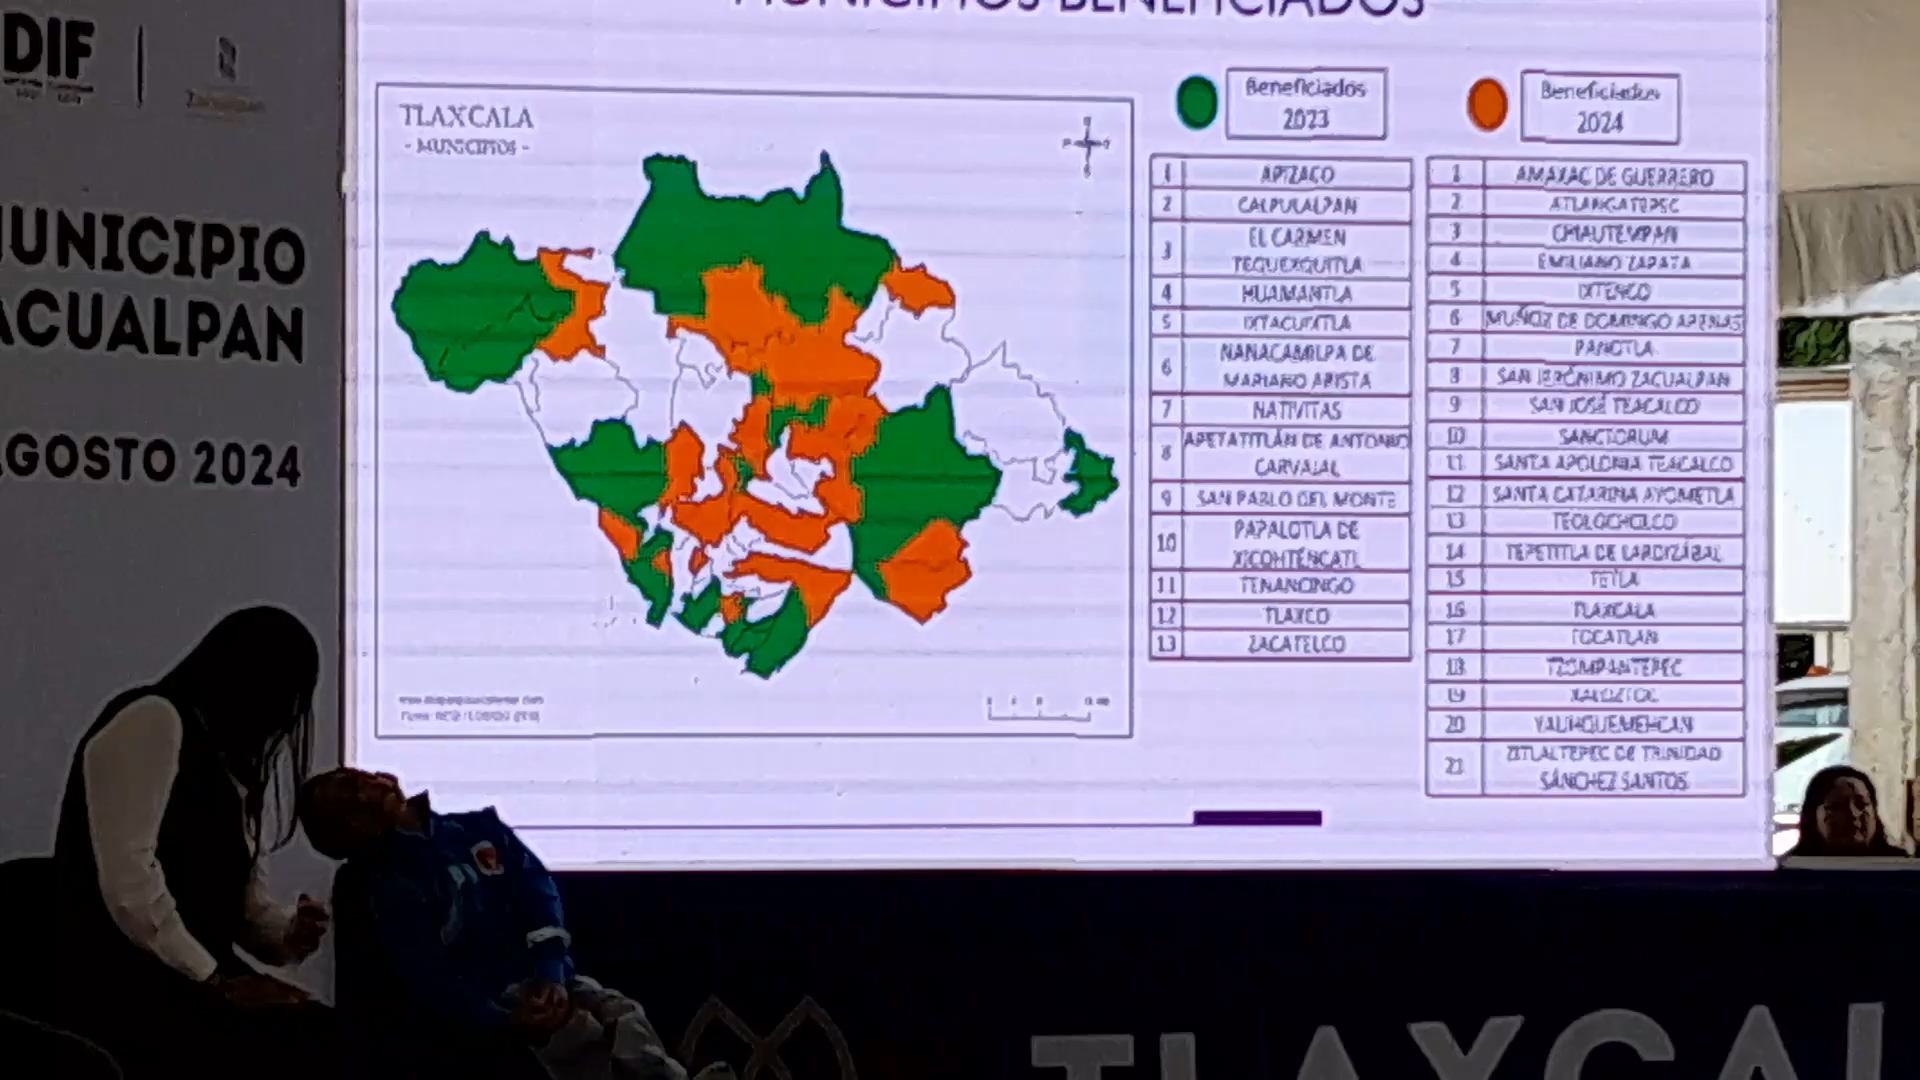 DIF
MUNICIPIOS BENEFICIADOS
TLAXCALA
- MUNICIPIOS -
Beneficiados
2023
Beneficiados
2024
1 APIZACO
2 CALPULALPAN
3 EL CARMEN
TEQUEXQUITLA
4 HUAMANTLA
5 IXTACUIXTLA
6 NANACAMILPA DE
MARIANO ARISTA
7 NATIVITAS
8 APETATITLÁN DE ANTONIO
CARVAJAL
9 SAN PABLO DEL MONTE
10 PAPALOTLA DE
XICOHTÉNCATL
11 TENANCINGO
12 TLAXCO
13 ZACATELCO
1 AMAXAC DE GUERRERO
2 ATLANGATEPEC
3 CHIAUTEMPAN
4 EMILIANO ZAPATA
5 IXTENCO
6 MUÑOZ DE DOMINGO ARENAS
7 PANOTLA
8 SAN JERÓNIMO ZACUALPAN
9 SAN JOSÉ TEACALCO
10 SANCTORUM
11 SANTA APOLONIA TEACALCO
12 SANTA CATARINA AYOMETLA
13 TEOLOCHOLCO
14 TEPETITLA DE LARDIZÁBAL
15 TETLA
16 TLAXCALA
17 TOCATLAN
18 TZOMPANTEPEC
19 XALOZTOC
20 YAUHQUEMEHCAN
21 ZITLALTEPEC DE TRINIDAD
SÁNCHEZ SANTOS
MUNICIPIO
ZACUALPAN
AGOSTO 2024
TLAXCAL